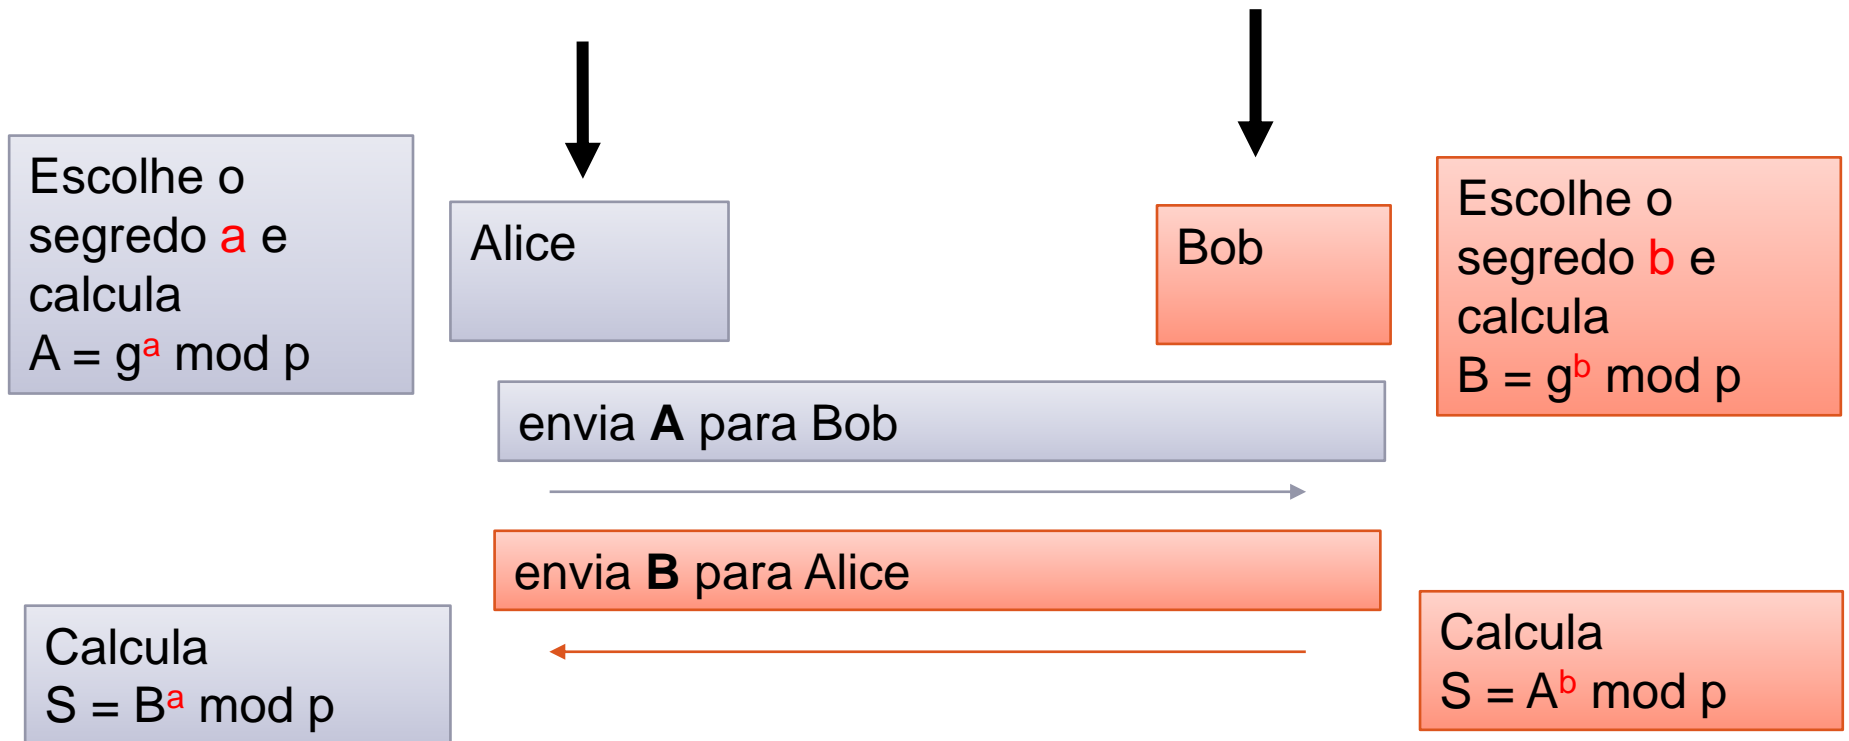 Escolhe o
segredo a e
calcula
A = gᵃ mod p
Alice
Bob
Escolhe o
segredo b e
calcula
B = gᵇ mod p
envia A para Bob
envia B para Alice
Calcula
S = Bᵃ mod p
Calcula
S = Aᵇ mod p